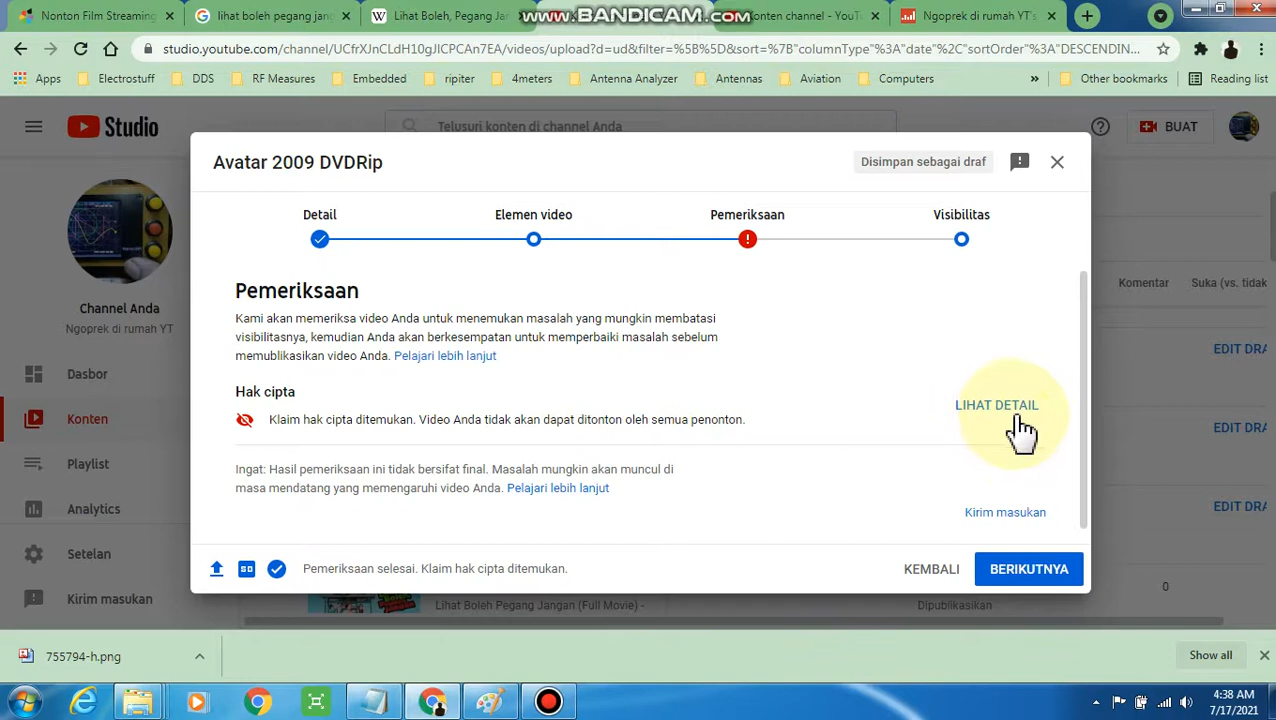 Nonton Film Streaming
lihat boleh pegang jan
Lihat Boleh, Pegang Jan
www.BANDICAM.com
Konten channel - YouTu
Ngoprek di rumah YT's
studio.youtube.com/channel/UCfrXJnCLdH10gJICPCAn7EA/videos/upload?d=ud&filter=%5B%5D&sort=%7B"columnType"%3A"date"%2C"sortOrder"%3A"DESCENDIN...
Apps
Electrostuff
DDS
RF Measures
Embedded
ripiter
4meters
Antenna Analyzer
Antennas
Aviation
Computers
»
Other bookmarks
Reading list
Studio
Telusuri konten di channel Anda
BUAT
Avatar 2009 DVDRip
Disimpan sebagai draf
Detail
Elemen video
Pemeriksaan
Visibilitas
Pemeriksaan
Kami akan memeriksa video Anda untuk menemukan masalah yang mungkin membatasi
visibilitasnya, kemudian Anda akan berkesempatan untuk memperbaiki masalah sebelum
memublikasikan video Anda. Pelajari lebih lanjut
Hak cipta
LIHAT DETAIL
Klaim hak cipta ditemukan. Video Anda tidak akan dapat ditonton oleh semua penonton.
Ingat: Hasil pemeriksaan ini tidak bersifat final. Masalah mungkin akan muncul di
masa mendatang yang memengaruhi video Anda. Pelajari lebih lanjut
Kirim masukan
Pemeriksaan selesai. Klaim hak cipta ditemukan.
KEMBALI
BERIKUTNYA
Channel Anda
Ngoprek di rumah YT
Dasbor
Konten
Playlist
Analytics
Setelan
Kirim masukan
Komentar
Suka (vs. tidak
EDIT DRA
EDIT DRA
EDIT DRA
0
Lihat Boleh Pegang Jangan (Full Movie) -
Dipublikasikan
755794-h.png
Show all
4:38 AM
7/17/2021